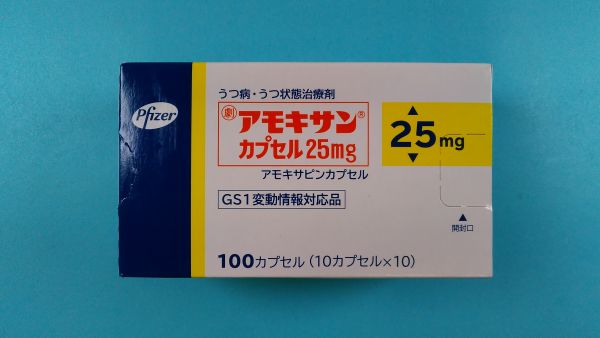 Pfizer
うつ病・うつ状態治療剤
劇 アモキサン®
カプセル25mg
アモキサピンカプセル
GS1変動情報対応品
100カプセル（10カプセル×10）
▲
25mg
▼
▲
開封口